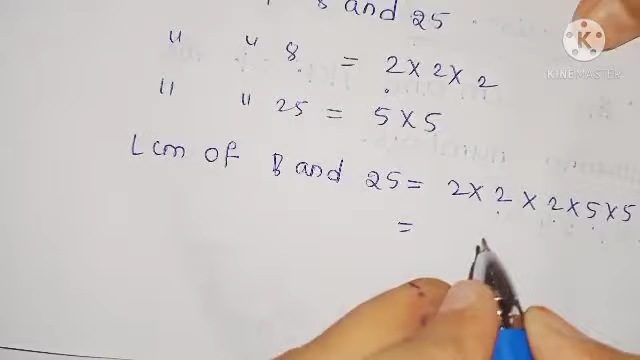 8 and 25
" " 8 = 2 × 2 × 2
" " 25 = 5 × 5
Lcm of 8 and 25 = 2 × 2 × 2 × 5 × 5
=
K
KINEMASTER